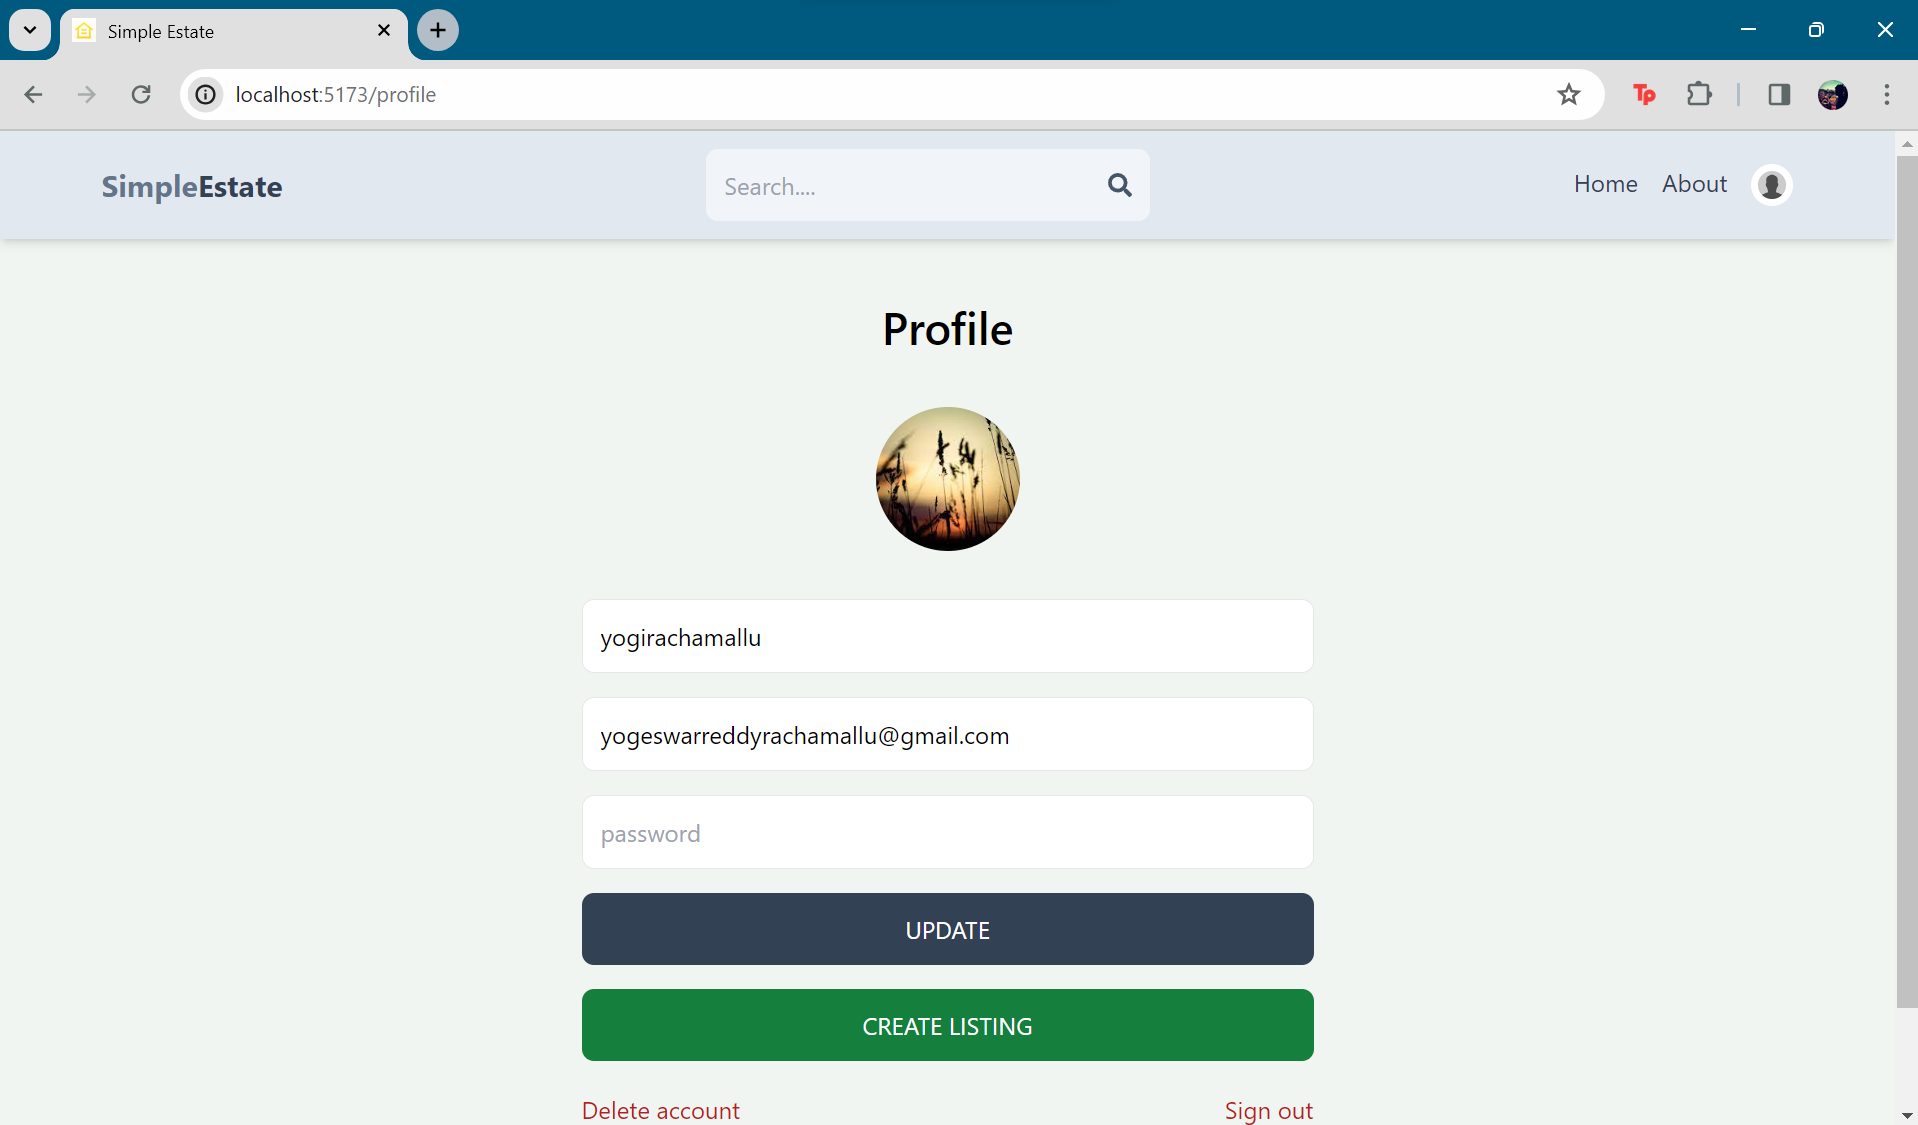 Simple Estate
localhost:5173/profile
Tp
SimpleEstate
Search....
Home About
Profile
yogirachamallu
yogeswarreddyrachamallu@gmail.com
password
UPDATE
CREATE LISTING
Delete account Sign out